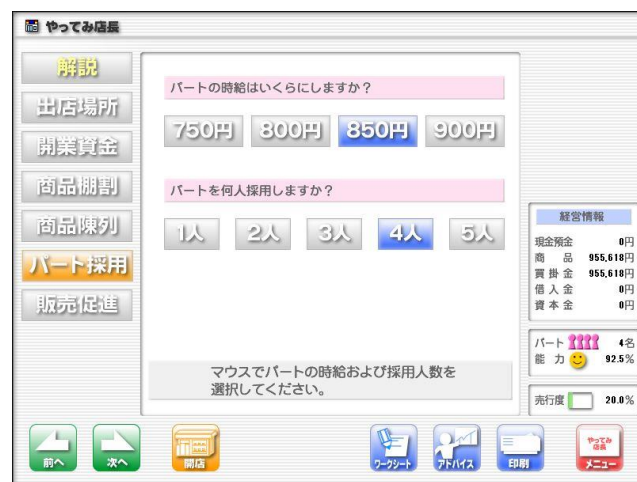 やってみ店長
解説
出店場所
開業資金
商品棚割
商品陳列
パート採用
販売促進
パートの時給はいくらにしますか？
750円 800円 850円 900円
パートを何人採用しますか？
1人 2人 3人 4人 5人
マウスでパートの時給および採用人数を
選択してください。
経営情報
現金預金 0円
商品 955,618円
買掛金 955,618円
借入金 0円
資本金 0円
パート 4名
能力 92.5%
売行度 20.0%
前へ
次へ
開店
ワークシート
アドバイス
印刷
やってみ
店長
メニュー